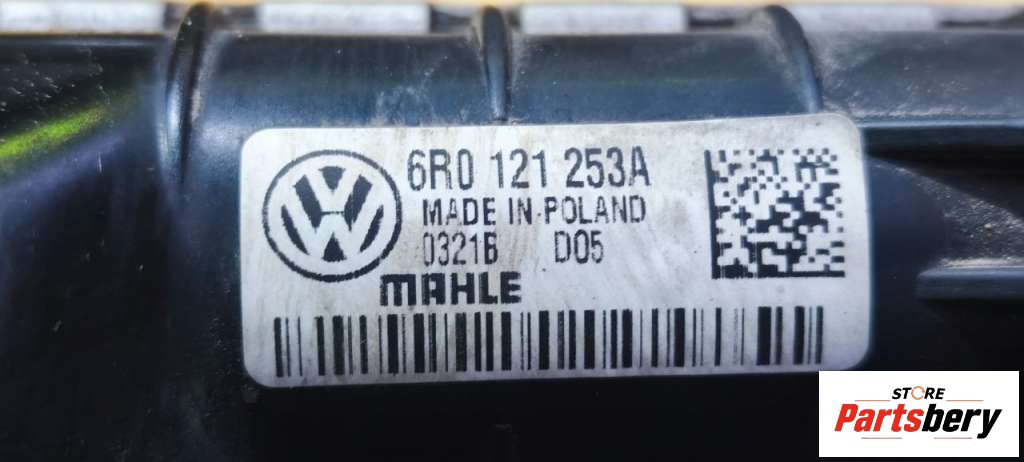 6R0 121 253A
MADE IN POLAND
0321B D05
MAHLE
STORE
Partsbery